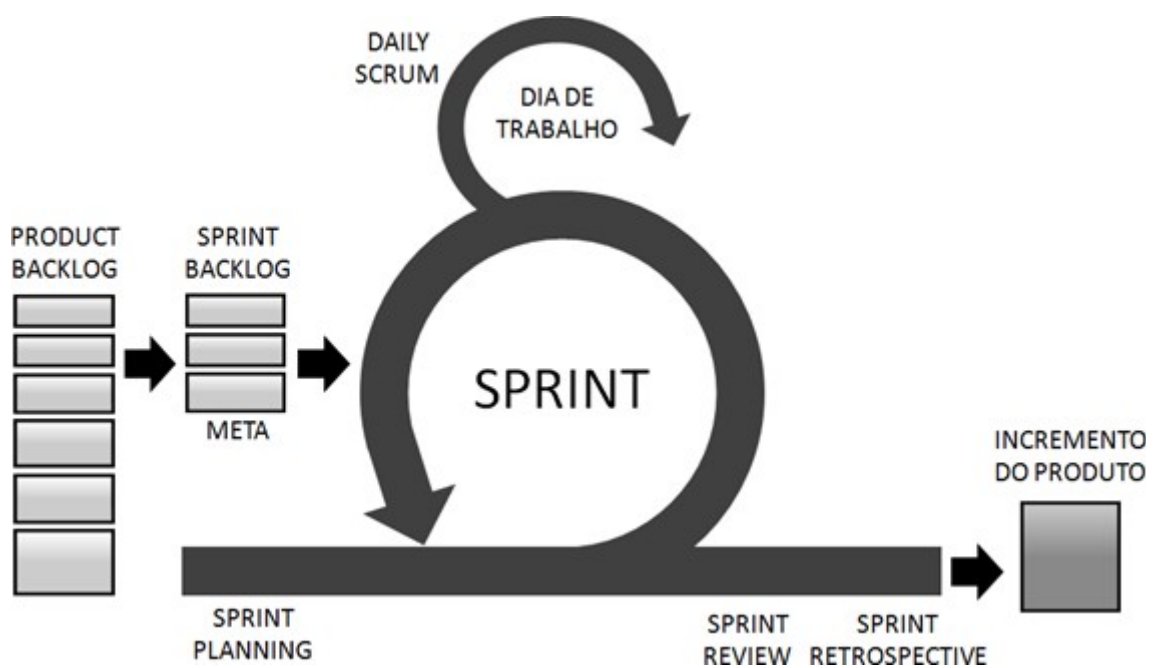 DAILY
SCRUM
DIA DE
TRABALHO
PRODUCT
BACKLOG
SPRINT
BACKLOG
META
SPRINT
INCREMENTO
DO PRODUTO
SPRINT
PLANNING
SPRINT
REVIEW
SPRINT
RETROSPECTIVE